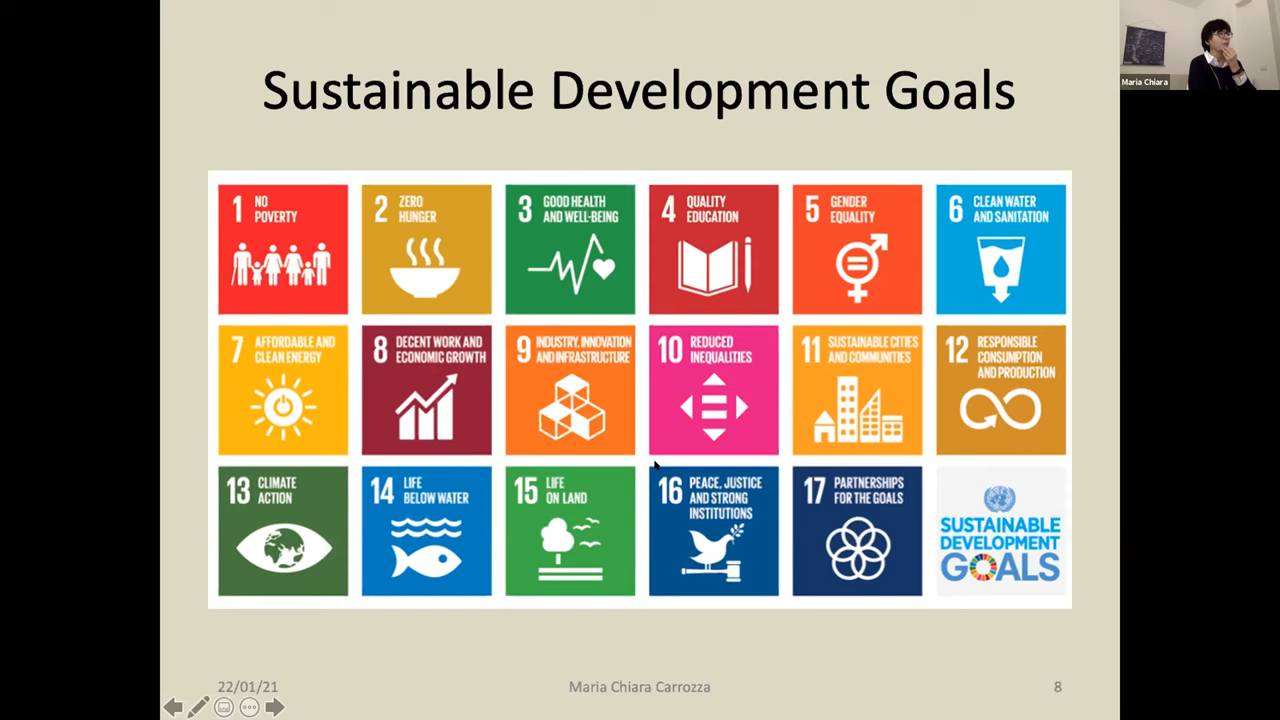 Sustainable Development Goals
Maria Chiara
1 NO
POVERTY
2 ZERO
HUNGER
3 GOOD HEALTH
AND WELL-BEING
4 QUALITY
EDUCATION
5 GENDER
EQUALITY
6 CLEAN WATER
AND SANITATION
7 AFFORDABLE AND
CLEAN ENERGY
8 DECENT WORK AND
ECONOMIC GROWTH
9 INDUSTRY, INNOVATION
AND INFRASTRUCTURE
10 REDUCED
INEQUALITIES
11 SUSTAINABLE CITIES
AND COMMUNITIES
12 RESPONSIBLE
CONSUMPTION
AND PRODUCTION
13 CLIMATE
ACTION
14 LIFE
BELOW WATER
15 LIFE
ON LAND
16 PEACE, JUSTICE
AND STRONG
INSTITUTIONS
17 PARTNERSHIPS
FOR THE GOALS
SUSTAINABLE
DEVELOPMENT
GOALS
22/01/21
Maria Chiara Carrozza
8